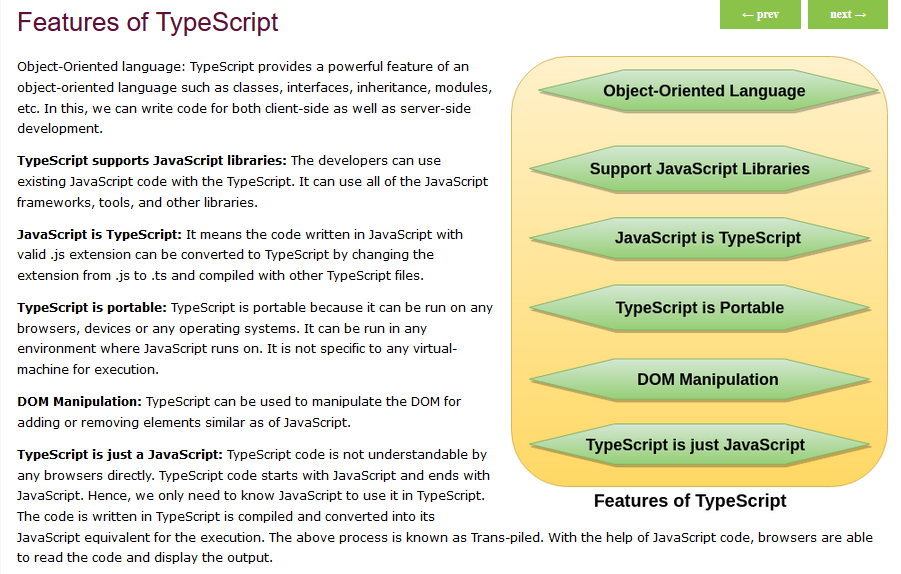 Features of TypeScript
← prev
next →
Object-Oriented language: TypeScript provides a powerful feature of an
object-oriented language such as classes, interfaces, inheritance, modules,
etc. In this, we can write code for both client-side as well as server-side
development.
TypeScript supports JavaScript libraries: The developers can use
existing JavaScript code with the TypeScript. It can use all of the JavaScript
frameworks, tools, and other libraries.
JavaScript is TypeScript: It means the code written in JavaScript with
valid .js extension can be converted to TypeScript by changing the
extension from .js to .ts and compiled with other TypeScript files.
TypeScript is portable: TypeScript is portable because it can be run on any
browsers, devices or any operating systems. It can be run in any
environment where JavaScript runs on. It is not specific to any virtual-
machine for execution.
DOM Manipulation: TypeScript can be used to manipulate the DOM for
adding or removing elements similar as of JavaScript.
TypeScript is just a JavaScript: TypeScript code is not understandable by
any browsers directly. TypeScript code starts with JavaScript and ends with
JavaScript. Hence, we only need to know JavaScript to use it in TypeScript.
The code is written in TypeScript is compiled and converted into its
JavaScript equivalent for the execution. The above process is known as Trans-piled. With the help of JavaScript code, browsers are able
to read the code and display the output.
Object-Oriented Language
Support JavaScript Libraries
JavaScript is TypeScript
TypeScript is Portable
DOM Manipulation
TypeScript is just JavaScript
Features of TypeScript